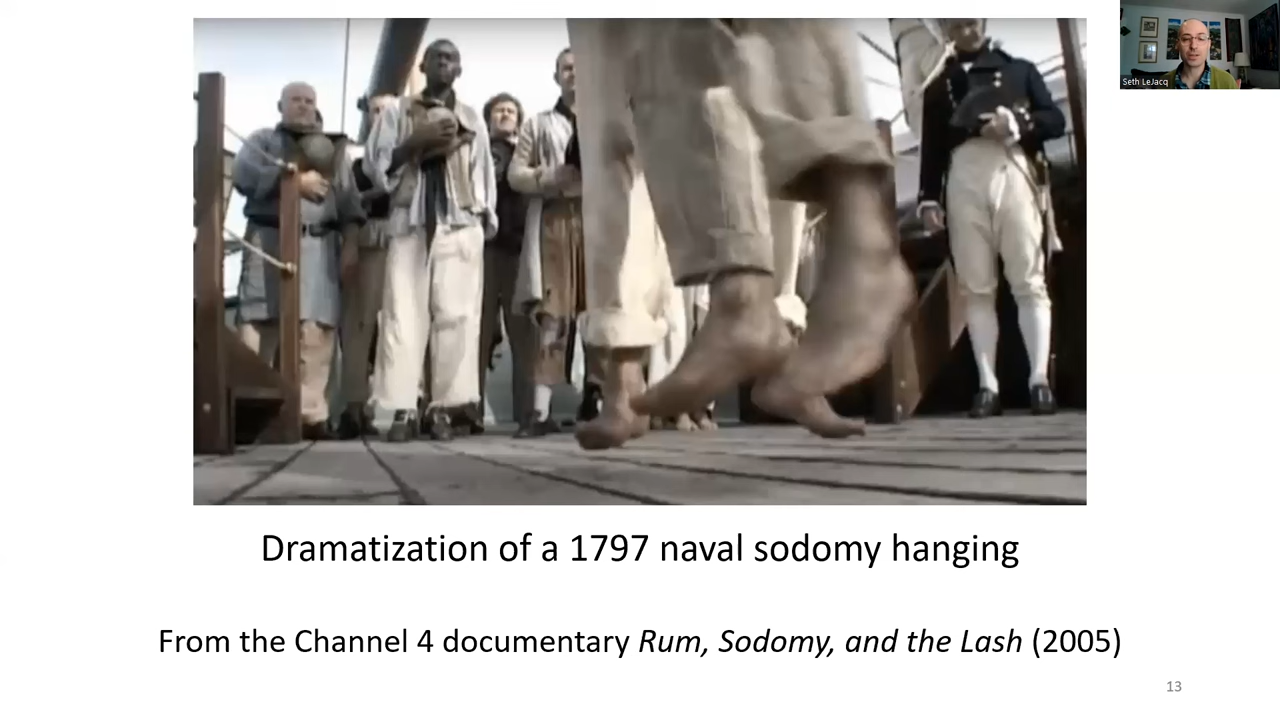 Seth LeJacq
Dramatization of a 1797 naval sodomy hanging
From the Channel 4 documentary Rum, Sodomy, and the Lash (2005)
13